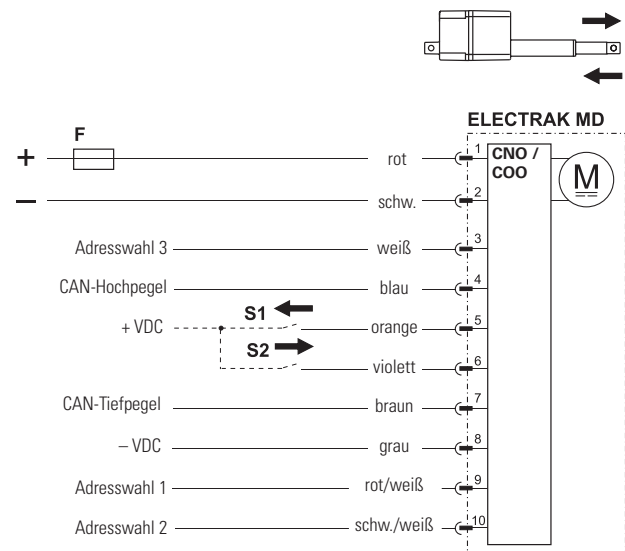 ELECTRAK MD
F
+ rot 1 CNO /
COO
M
– schw. 2
Adresswahl 3 weiß 3
CAN-Hochpegel blau 4
S1
+ VDC orange 5
S2
violett 6
CAN-Tiefpegel braun 7
– VDC grau 8
Adresswahl 1 rot/weiß 9
Adresswahl 2 schw./weiß 10